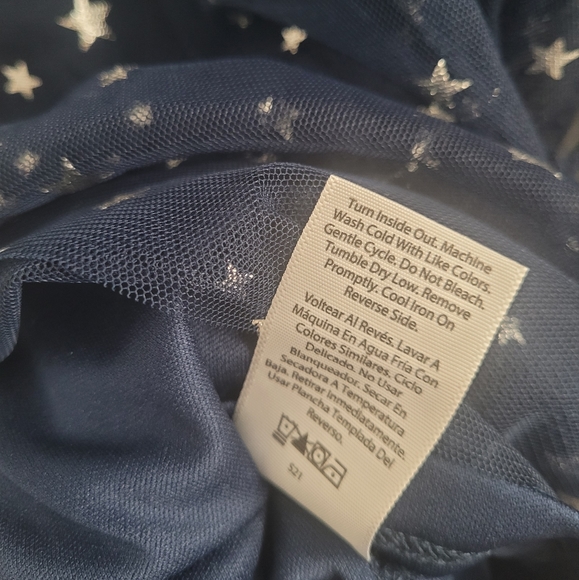 Turn Inside Out. Machine
Wash Cold With Like Colors.
Gentle Cycle. Do Not Bleach.
Tumble Dry Low. Remove
Promptly. Cool Iron On
Reverse Side.
Voltear Al Revés. Lavar A
Máquina En Agua Fria Con
Colores Similares. Ciclo
Delicado. No Usar
Blanqueador. Secar En
Secadora A Temperatura
Baja. Retirar Inmediatamente.
Usar Plancha Templada Del
Reverso.
S21